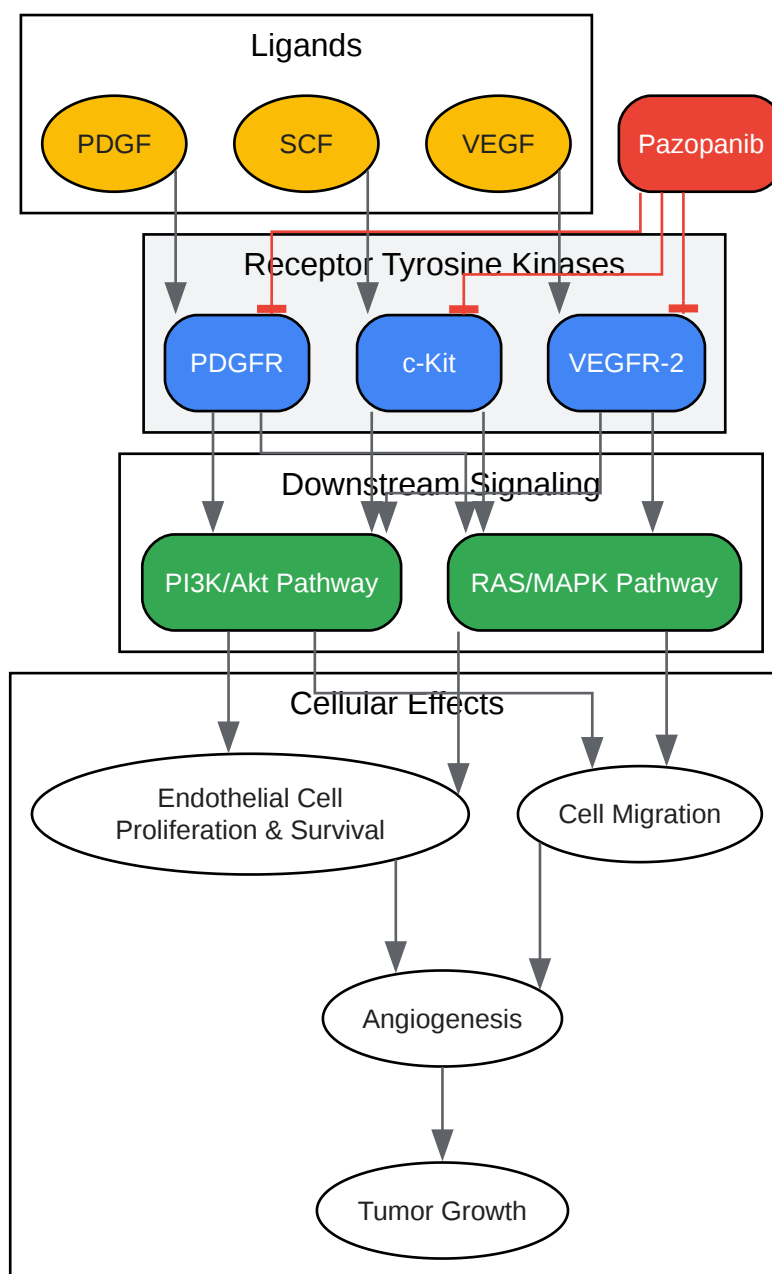 Ligands
PDGF
SCF
VEGF
Pazopanib
Receptor Tyrosine Kinases
PDGFR
c-Kit
VEGFR-2
Downstream Signaling
PI3K/Akt Pathway
RAS/MAPK Pathway
Cellular Effects
Endothelial Cell
Proliferation & Survival
Cell Migration
Angiogenesis
Tumor Growth